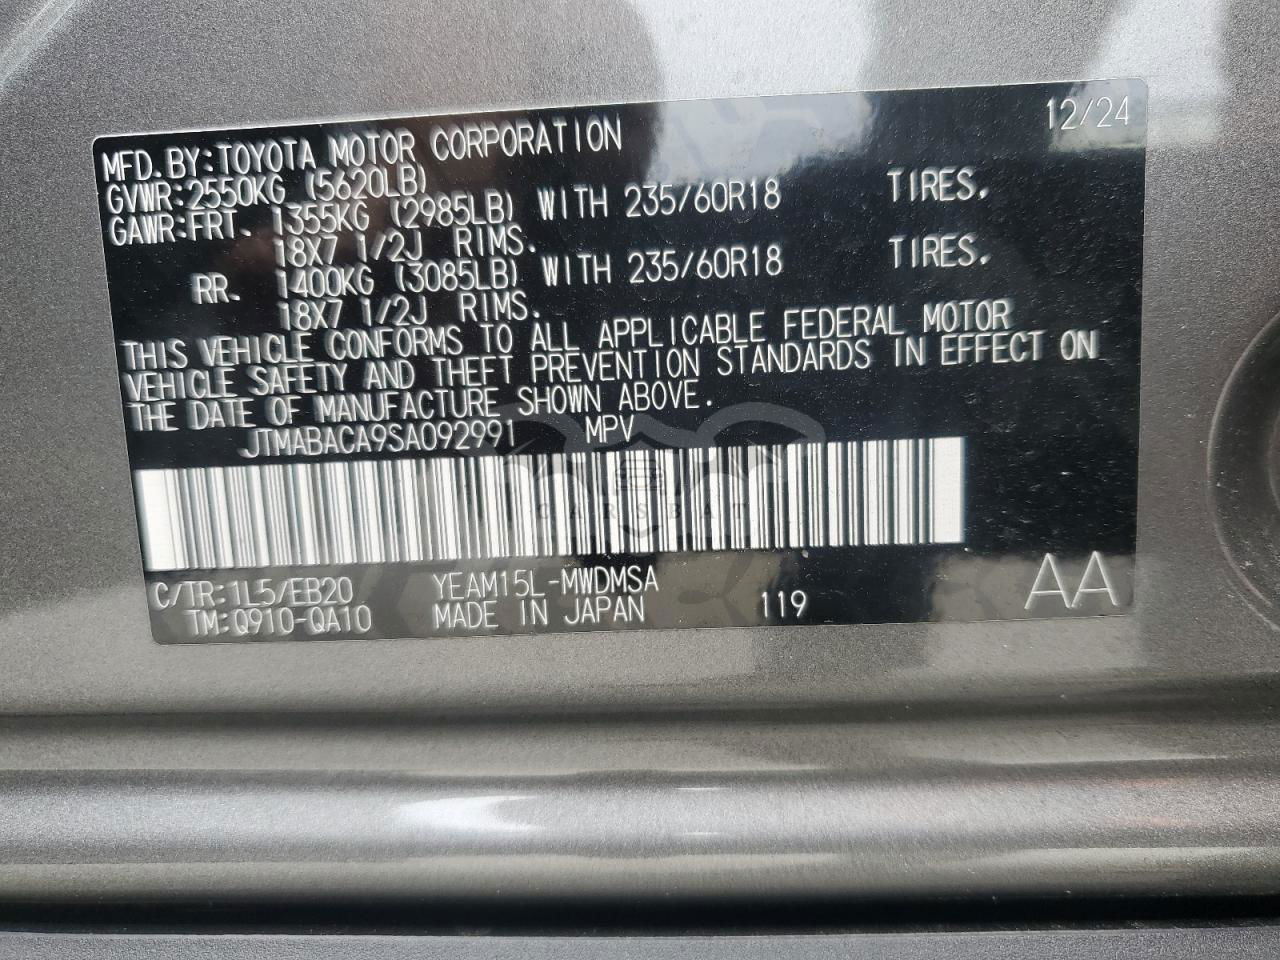 12/24
MFD.BY:TOYOTA MOTOR CORPORATION
GVWR:2550KG (5620LB)
GAWR:FRT. 1355KG (2985LB) WITH 235/60R18 TIRES.
18X7 1/2J RIMS.
RR. 1400KG (3085LB) WITH 235/60R18 TIRES.
18X7 1/2J RIMS.
THIS VEHICLE CONFORMS TO ALL APPLICABLE FEDERAL MOTOR
VEHICLE SAFETY AND THEFT PREVENTION STANDARDS IN EFFECT ON
THE DATE OF MANUFACTURE SHOWN ABOVE.
JTMABACA9SA092991 MPV
CARSBAT
C/TR:1L5/EB20 YEAM15L-MWDMSA AA
TM:Q910-QA10 MADE IN JAPAN 119